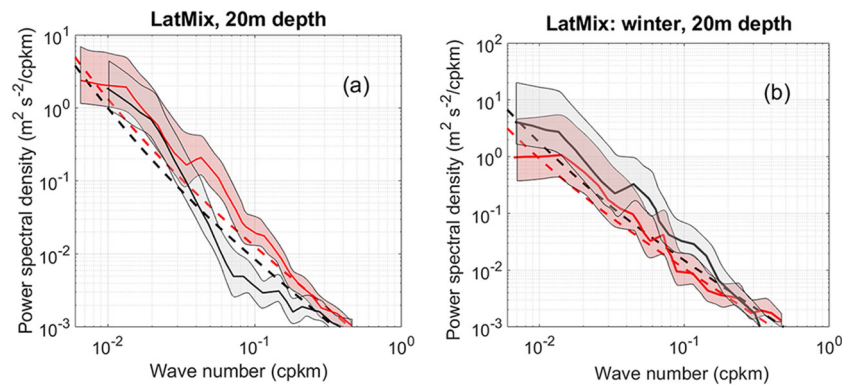 LatMix, 20m depth
(a)
Power spectral density (m² s⁻²/cpkm)
10¹
10⁰
10⁻¹
10⁻²
10⁻³
10⁻² 10⁻¹ 10⁰
Wave number (cpkm)
LatMix: winter, 20m depth
(b)
Power spectral density (m² s⁻²/cpkm)
10²
10¹
10⁰
10⁻¹
10⁻²
10⁻³
10⁻² 10⁻¹ 10⁰
Wave number (cpkm)